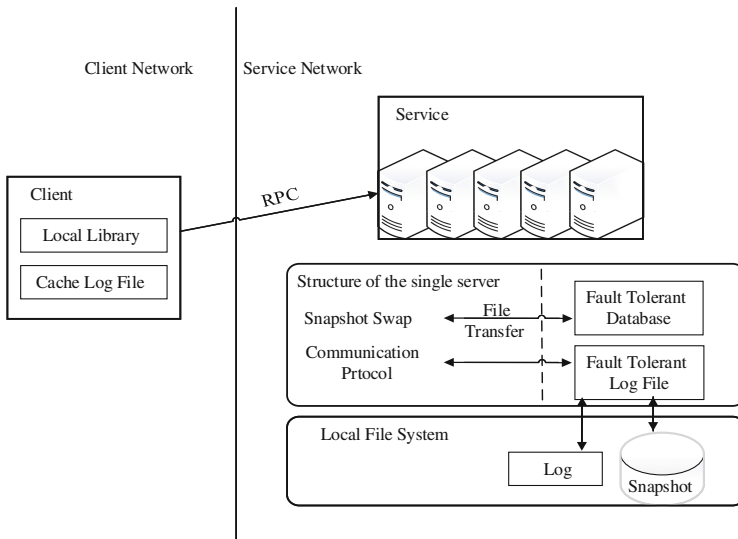 Client Network
Service Network
Service
Client
RPC
Local Library
Cache Log File
Structure of the single server
Snapshot Swap
File
Transfer
Fault Tolerant
Database
Communication
Prtocol
Fault Tolerant
Log File
Local File System
Log
Snapshot